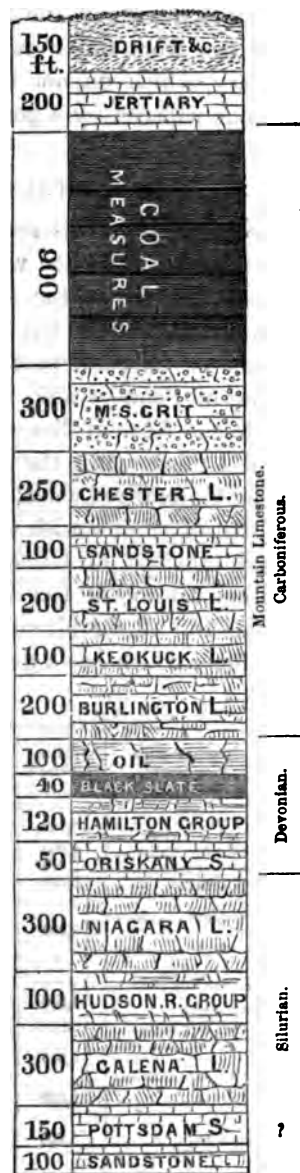 150
ft.
DRIFT &c.
200
JERTIARY
900
COAL
MEASURES
300
M.S. GRIT
250
CHESTER L.
100
SANDSTONE
200
ST. LOUIS L.
100
KEOKUCK L.
200
BURLINGTON L.
Mountain Limestone.
Carboniferous.
100
OIL
40
BLACK SLATE
120
HAMILTON GROUP
50
ORISKANY S.
Devonian.
300
NIAGARA L.
100
HUDSON.R.GROUP
300
GALENA L
150
POTTSDAM S.
100
SANDSTONE
Silurian.
?